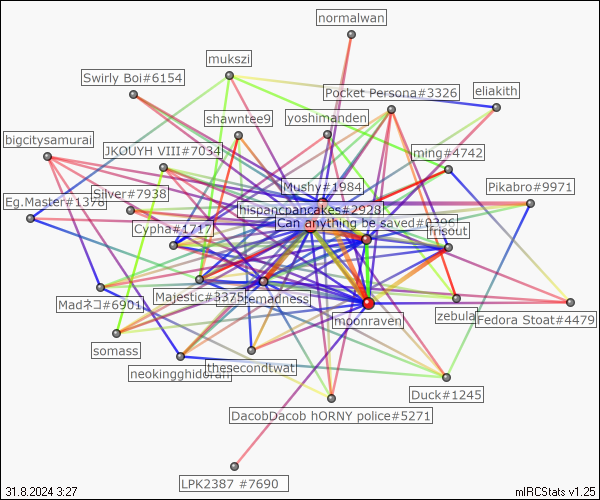 normalwan
mukszi
Swirly Boi#6154
Pocket Persona#3326
eliakith
shawntee9
yoshimanden
bigcitysamurai
JKOUYH VIII#7034
ming#4742
Mushy#1984
Silver#7938
Pikabro#9971
Eg.Master#1375
hispancpancakes#2928
Can anything be saved#0396
Cypha#1717
frisout
Madネコ#6901
Majestic#3375
temadness
moonraven
zebula
Fedora Stoat#4479
somass
neokingghidorah
thesecondtwat
Duck#1245
DacobDacob hORNY police#5271
LPK2387 #7690
31.8.2024 3:27
mIRCStats v1.25